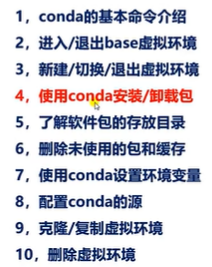 1，conda的基本命令介绍
2，进入/退出base虚拟环境
3，新建/切换/退出虚拟环境
4，使用conda安装/卸载包
5，了解软件包的存放目录
6，删除未使用的包和缓存
7，使用conda设置环境变量
8，配置conda的源
9，克隆/复制虚拟环境
10，删除虚拟环境